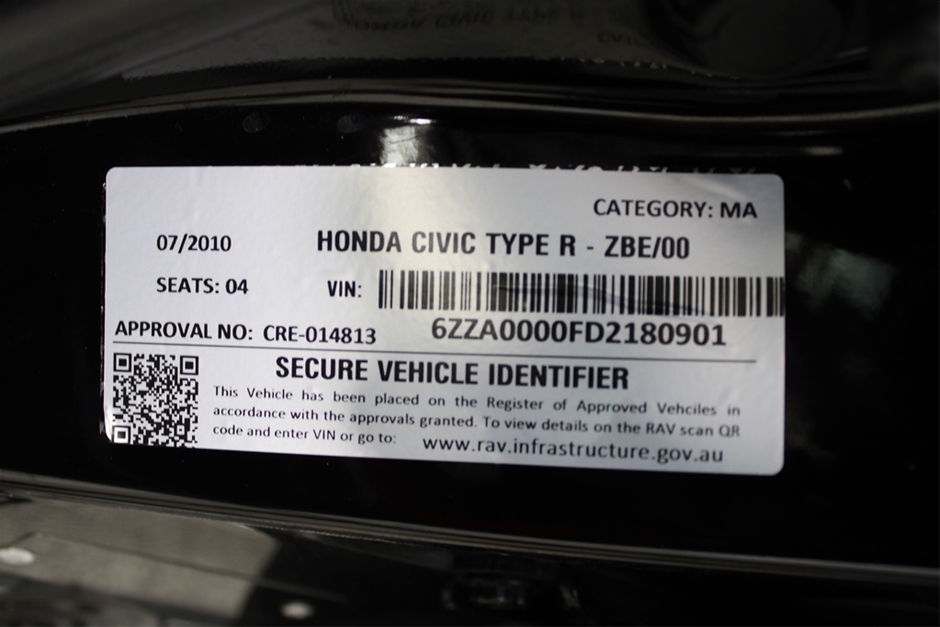 CATEGORY: MA
07/2010 HONDA CIVIC TYPE R - ZBE/00
SEATS: 04 VIN:
APPROVAL NO: CRE-014813 6ZZA0000FD2180901
SECURE VEHICLE IDENTIFIER
This Vehicle has been placed on the Register of Approved Vehciles in
accordance with the approvals granted. To view details on the RAV scan QR
code and enter VIN or go to: www.rav.infrastructure.gov.au